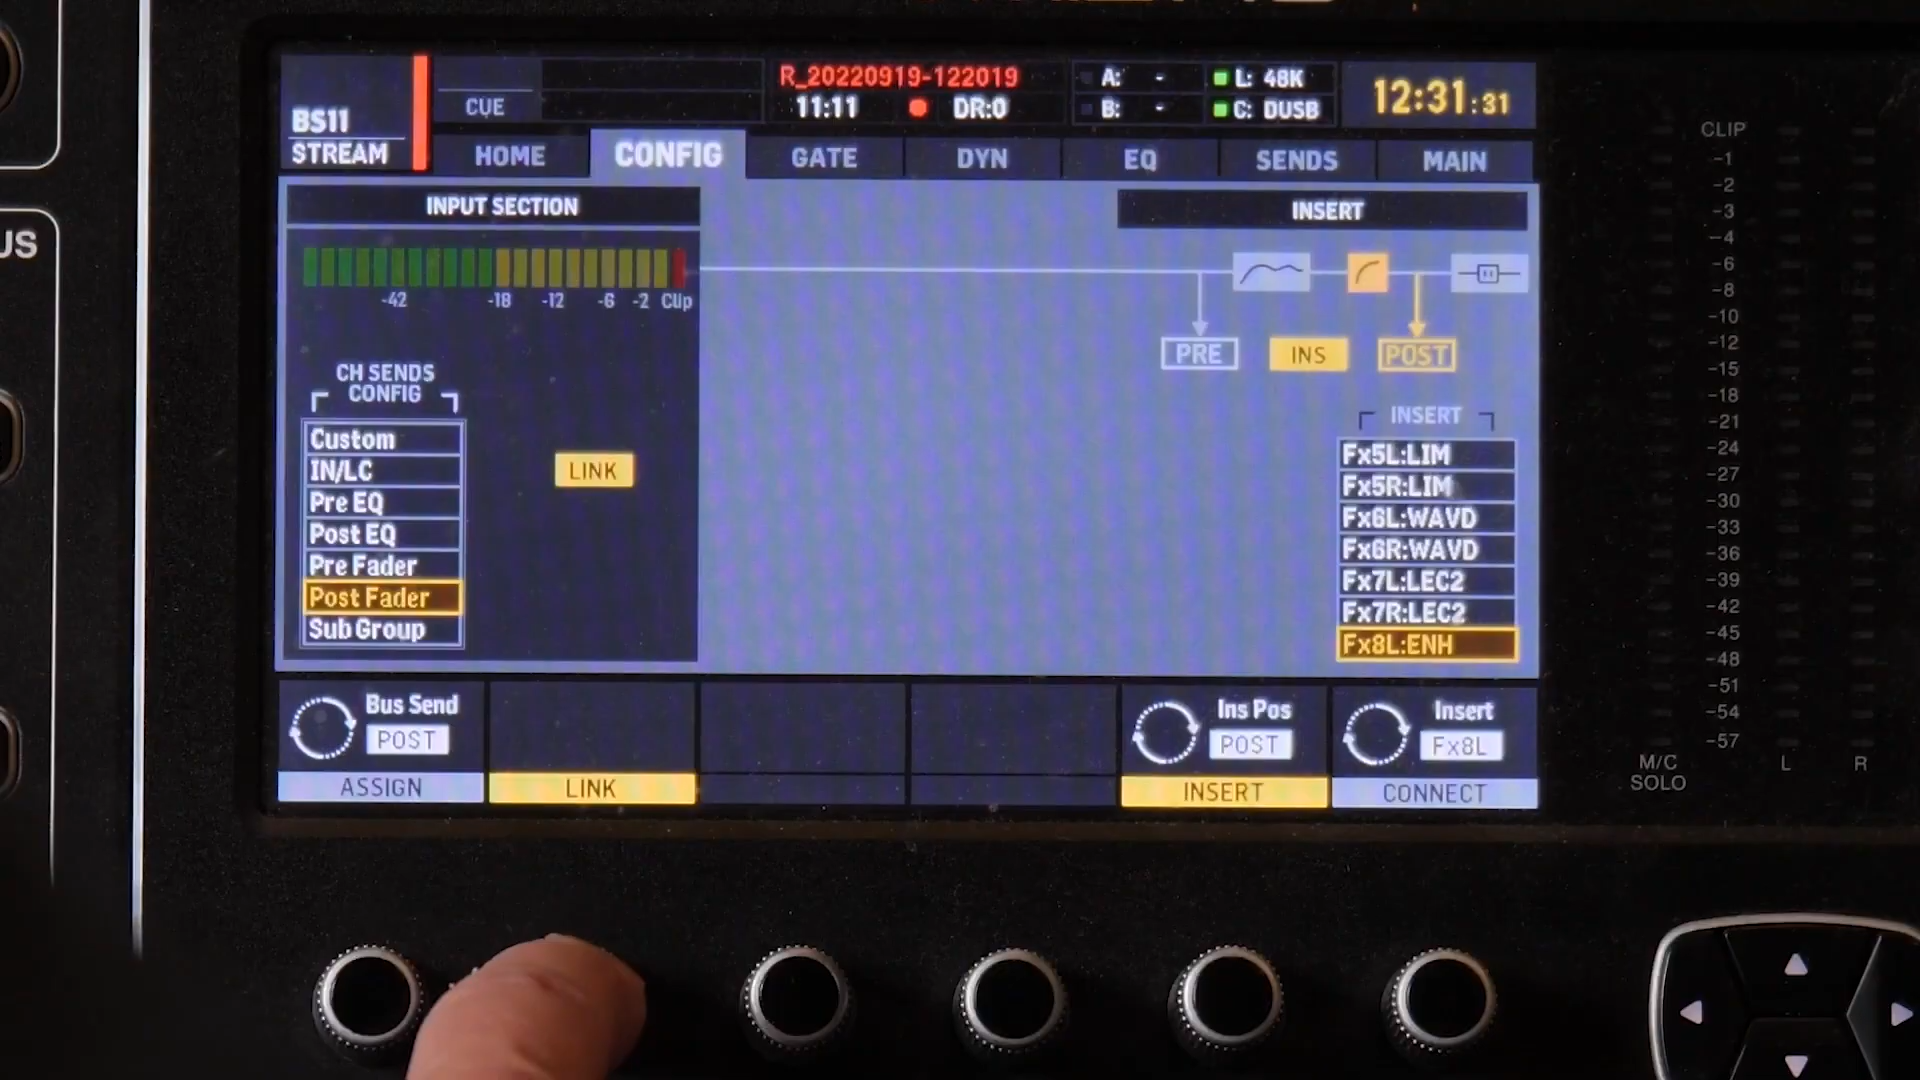 BS11
STREAM
CUE
R_20220919-122019
11:11
DR:0
A: -
B: -
L: 48K
C: DUSB
12:31:31
HOME
CONFIG
GATE
DYN
EQ
SENDS
MAIN
INPUT SECTION
-42
-18
-12
-6
-2
Clip
CH SENDS
CONFIG
Custom
IN/LC
Pre EQ
Post EQ
Pre Fader
Post Fader
Sub Group
LINK
INSERT
PRE
INS
POST
INSERT
Fx5L:LIM
Fx5R:LIM
Fx6L:WAVD
Fx6R:WAVD
Fx7L:LEC2
Fx7R:LEC2
Fx8L:ENH
Bus Send
POST
ASSIGN
LINK
Ins Pos
POST
INSERT
Insert
Fx8L
CONNECT
US
CLIP
-1
-2
-3
-4
-6
-8
-10
-12
-15
-18
-21
-24
-27
-30
-33
-36
-39
-42
-45
-48
-51
-54
-57
M/C
SOLO
L
R